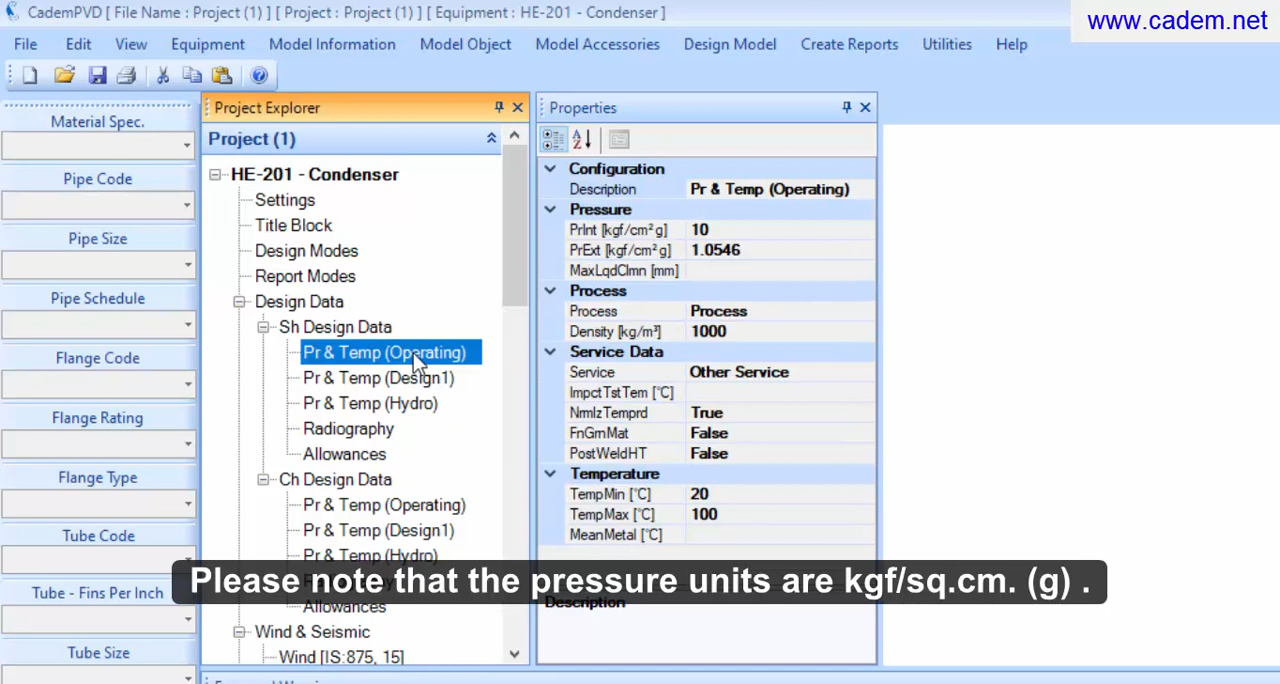 CademPVD [ File Name : Project (1) ] [ Project : Project (1) ] [ Equipment : HE-201 - Condenser ]
www.cadem.net
File Edit View Equipment Model Information Model Object Model Accessories Design Model Create Reports Utilities Help
Material Spec.
Pipe Code
Pipe Size
Pipe Schedule
Flange Code
Flange Rating
Flange Type
Tube Code
Tube - Fins Per Inch
Tube Size
Project Explorer
Project (1)
HE-201 - Condenser
Settings
Title Block
Design Modes
Report Modes
Design Data
Sh Design Data
Pr & Temp (Operating)
Pr & Temp (Design1)
Pr & Temp (Hydro)
Radiography
Allowances
Ch Design Data
Pr & Temp (Operating)
Pr & Temp (Design1)
Pr & Temp (Hydro)
Allowances
Wind & Seismic
Wind [IS:875, 15]
Properties
Configuration
Description Pr & Temp (Operating)
Pressure
PrInt [kgf/cm² g] 10
PrExt [kgf/cm² g] 1.0546
MaxLqdClmn [mm]
Process
Process Process
Density [kg/m³] 1000
Service Data
Service Other Service
ImpctTstTem [°C]
NmlzTemprd True
FnGrnMat False
PostWeldHT False
Temperature
TempMin [°C] 20
TempMax [°C] 100
MeanMetal [°C]
Description
Please note that the pressure units are kgf/sq.cm. (g) .